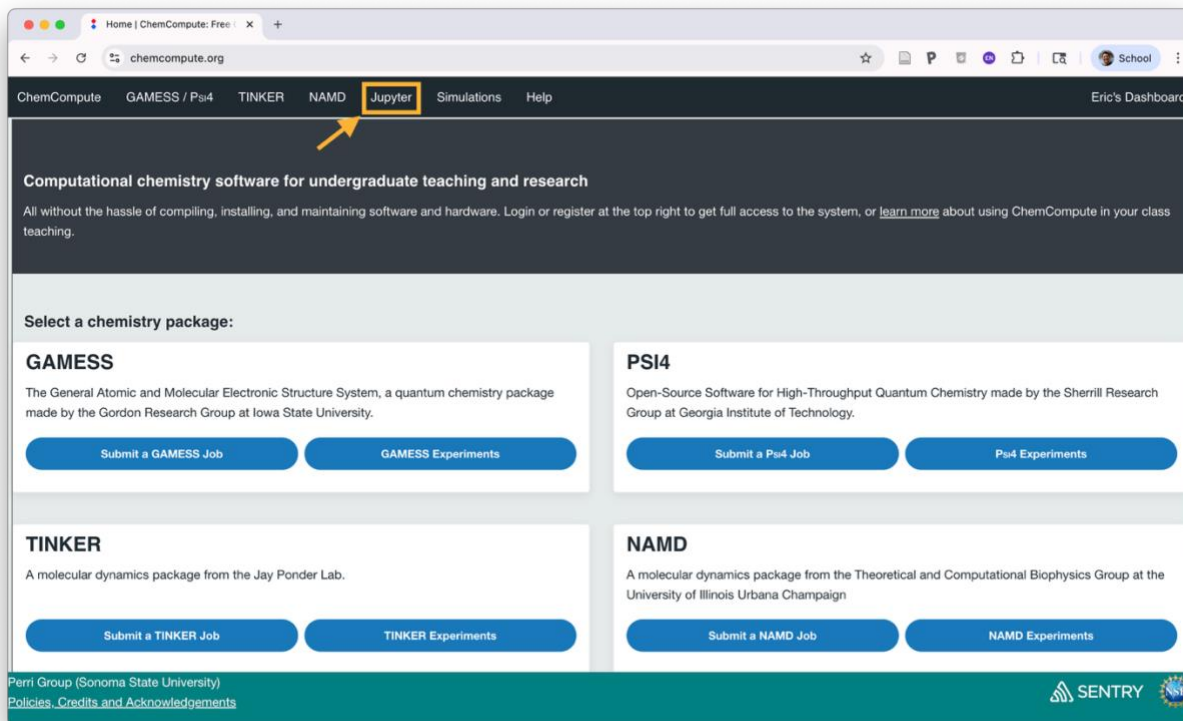 Home | ChemCompute: Free
chemcompute.org
School
ChemCompute GAMESS / Psi4 TINKER NAMD Jupyter Simulations Help Eric's Dashboard
Computational chemistry software for undergraduate teaching and research
All without the hassle of compiling, installing, and maintaining software and hardware. Login or register at the top right to get full access to the system, or learn more about using ChemCompute in your class
teaching.
Select a chemistry package:
GAMESS
The General Atomic and Molecular Electronic Structure System, a quantum chemistry package
made by the Gordon Research Group at Iowa State University.
Submit a GAMESS Job GAMESS Experiments
PSI4
Open-Source Software for High-Throughput Quantum Chemistry made by the Sherrill Research
Group at Georgia Institute of Technology.
Submit a Psi4 Job Psi4 Experiments
TINKER
A molecular dynamics package from the Jay Ponder Lab.
Submit a TINKER Job TINKER Experiments
NAMD
A molecular dynamics package from the Theoretical and Computational Biophysics Group at the
University of Illinois Urbana Champaign
Submit a NAMD Job NAMD Experiments
Perri Group (Sonoma State University)
Policies, Credits and Acknowledgements
SENTRY
NSF